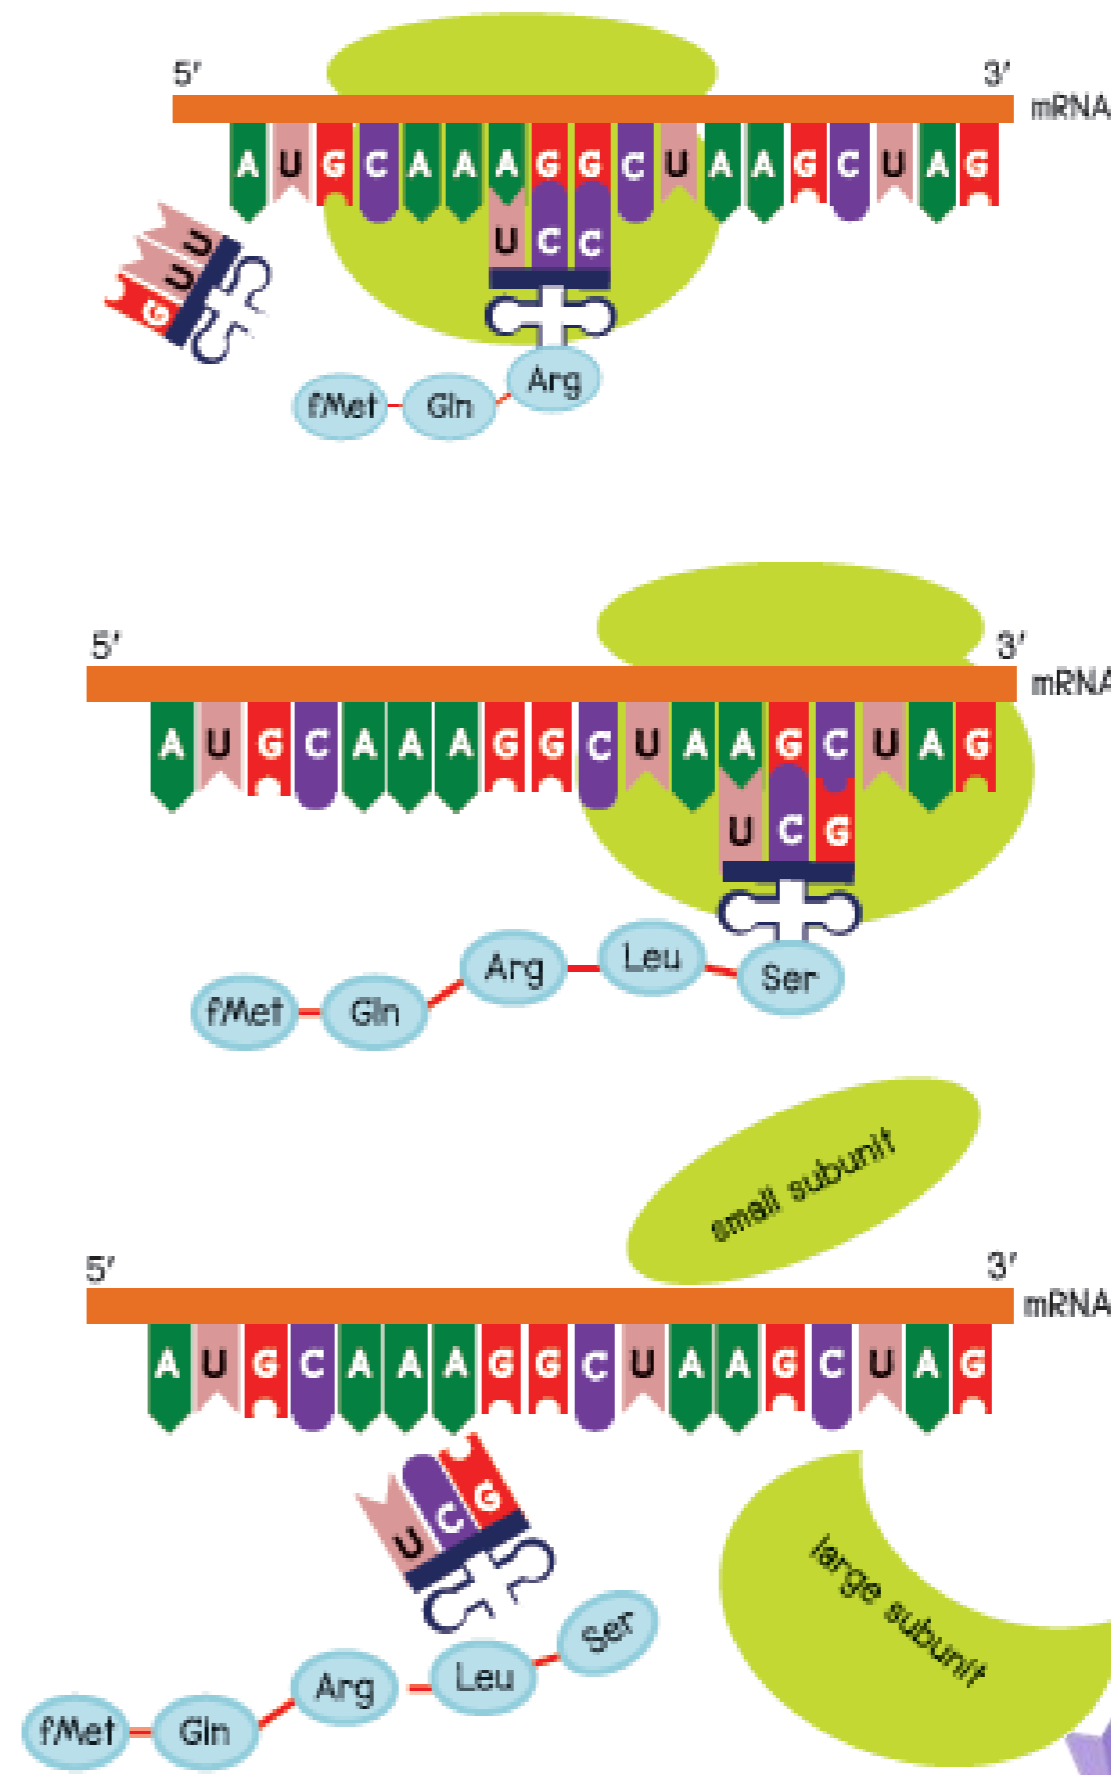 5' 3'
mRNA
A U G C A A A G G C U A A G C U A G
U C C
U
U
G
Arg
fMet Gln
5' 3'
mRNA
A U G C A A A G G C U A A G C U A G
U C G
Arg Leu Ser
fMet Gln
small subunit
5' 3'
mRNA
A U G C A A A G G C U A A G C U A G
U C G
large subunit
Ser
Arg Leu
fMet Gln